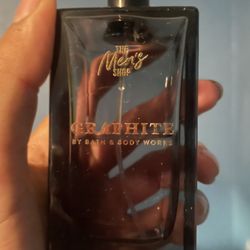 THE
Men's
SHOP
GRAPHITE
BY BATH & BODY WORKS